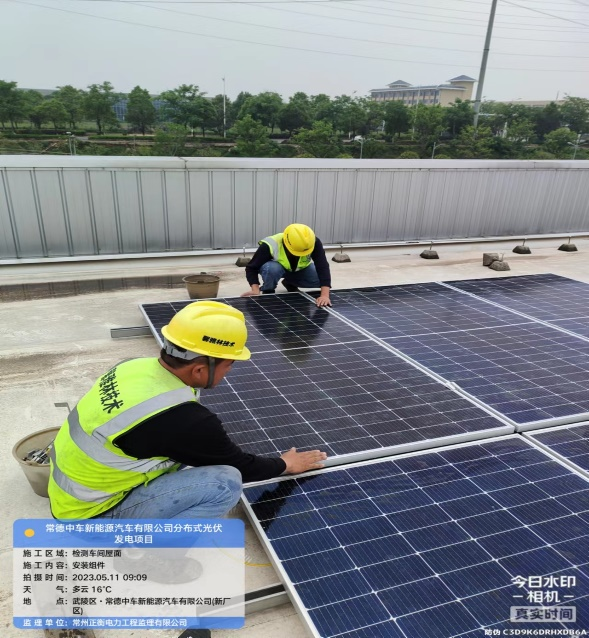 雅桃林技术
常德中车新能源汽车有限公司分布式光伏
发电项目
施工区域：检测车间屋面
施工内容：安装组件
拍摄时间：2023.05.11 09:09
天　　气：多云 16℃
地　　点：武陵区·常德中车新能源汽车有限公司(新厂
区)
监理单位：常州正衡电力工程监理有限公司
今日水印
-相机-
真实时间
防伪 C3D9K6DRHXDB6A